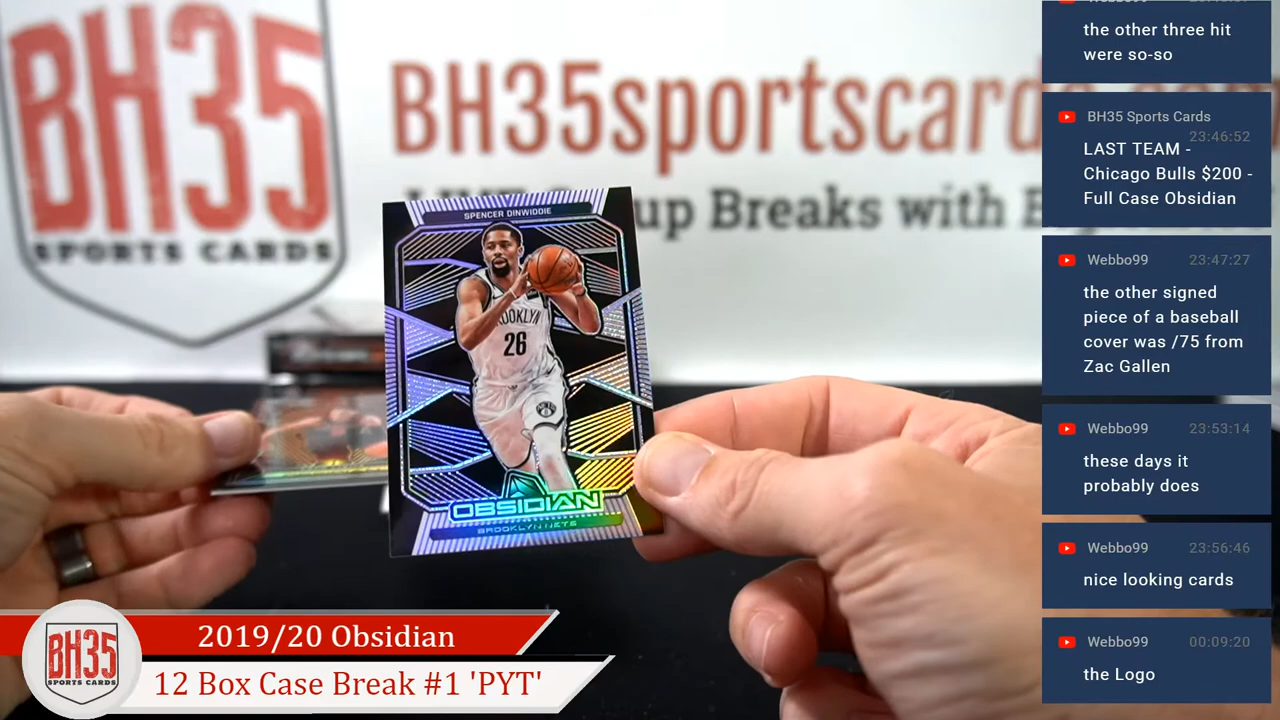 BH35
SPORTS CARDS
BH35sportscard
up Breaks with
SPENCER DINWIDDIE
BROOKLYN
26
OBSIDIAN
BROOKLYN NETS
2019/20 Obsidian
12 Box Case Break #1 'PYT'
BH35
SPORTS CARDS
the other three hit
were so-so
BH35 Sports Cards
23:46:52
LAST TEAM -
Chicago Bulls $200 -
Full Case Obsidian
Webbo99 23:47:27
the other signed
piece of a baseball
cover was /75 from
Zac Gallen
Webbo99 23:53:14
these days it
probably does
Webbo99 23:56:46
nice looking cards
Webbo99 00:09:20
the Logo